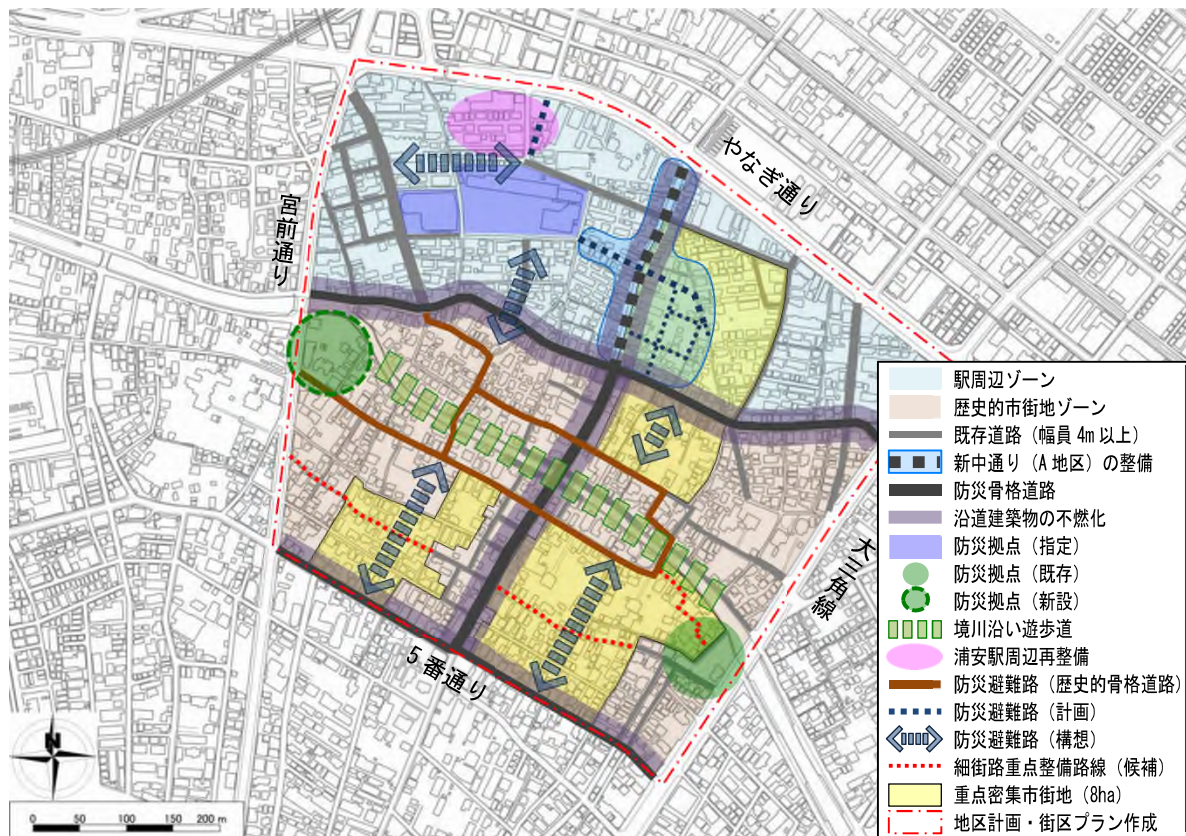 やなぎ通り
宮前通り
大三角線
5番通り
N
0 50 100 150 200 m
駅周辺ゾーン
歴史的市街地ゾーン
既存道路（幅員4m以上）
新中通り（A地区）の整備
防災骨格道路
沿道建築物の不燃化
防災拠点（指定）
防災拠点（既存）
防災拠点（新設）
境川沿い遊歩道
浦安駅周辺再整備
防災避難路（歴史的骨格道路）
防災避難路（計画）
防災避難路（構想）
細街路重点整備路線（候補）
重点密集市街地（8ha）
地区計画・街区プラン作成